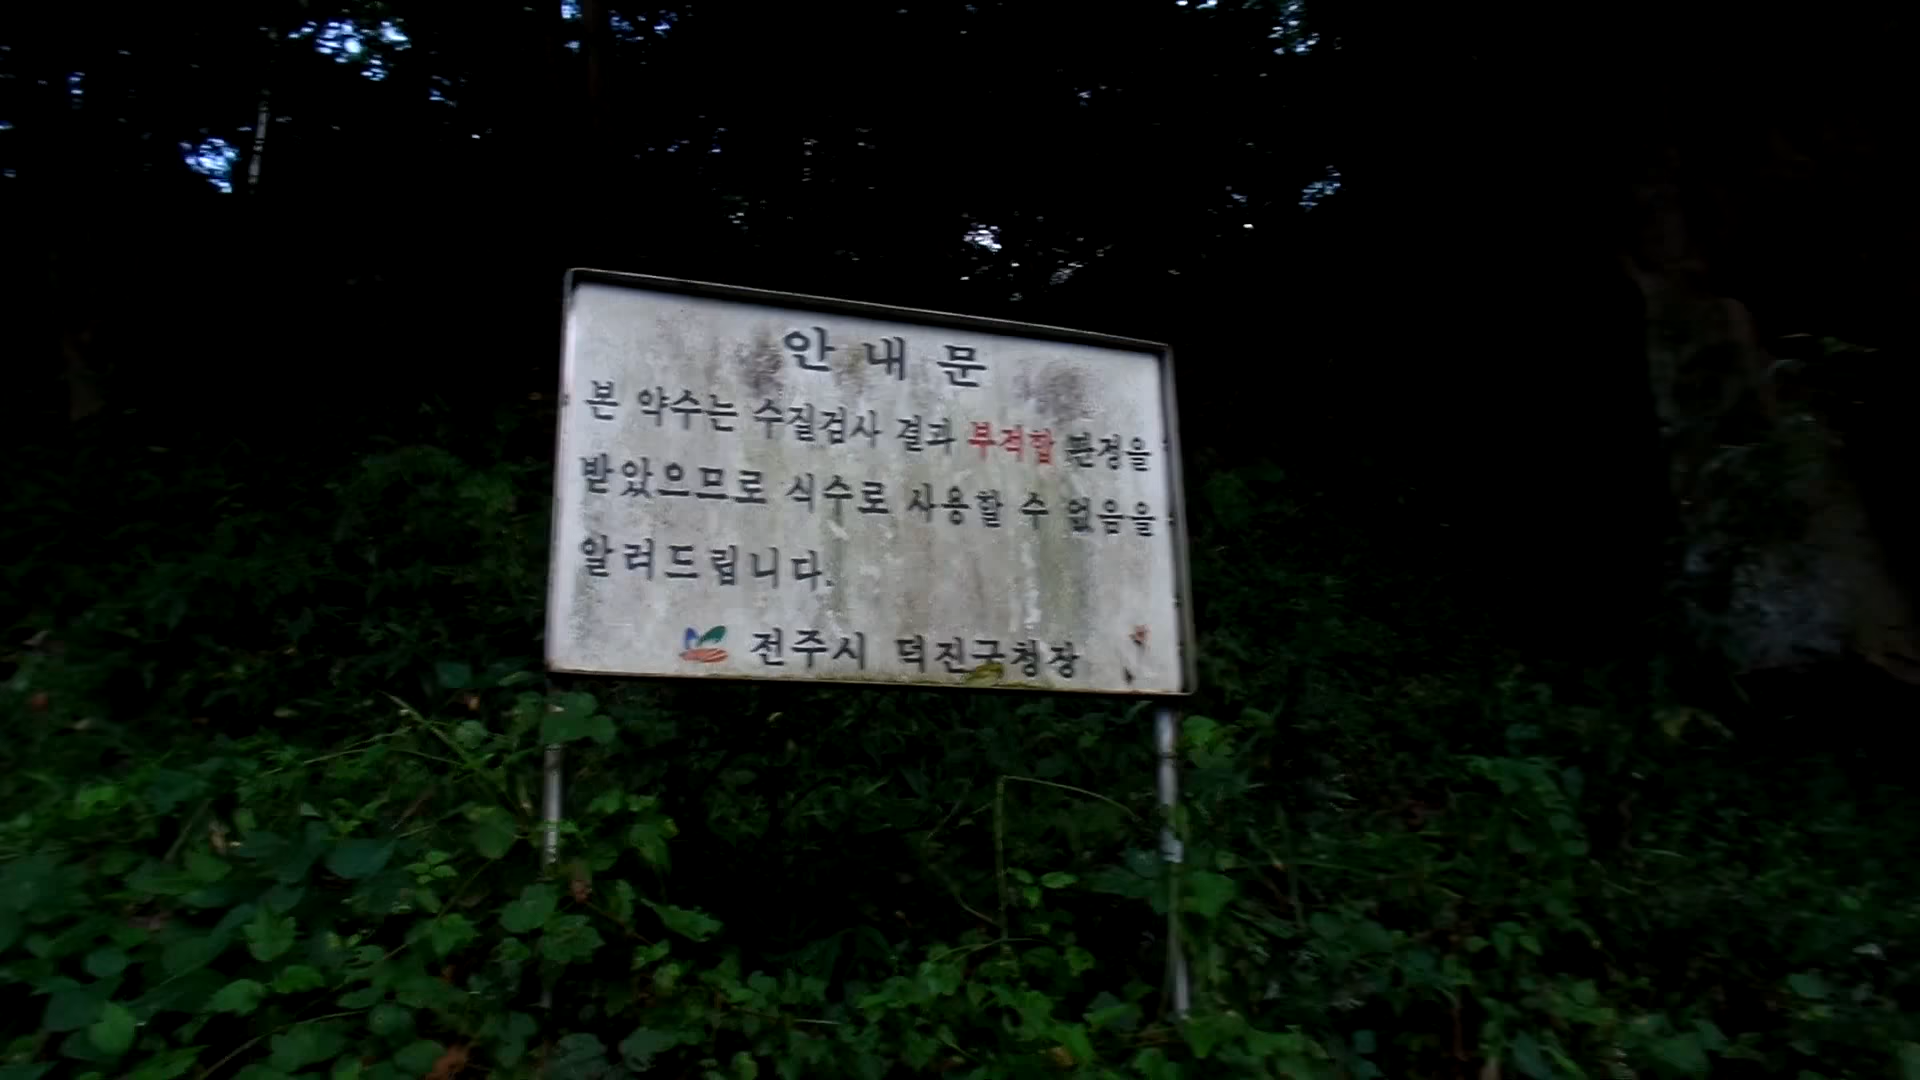 안내문
본 약수는 수질검사 결과 부적합 판정을
받았으므로 식수로 사용할 수 없음을
알려드립니다.
전주시 덕진구청장